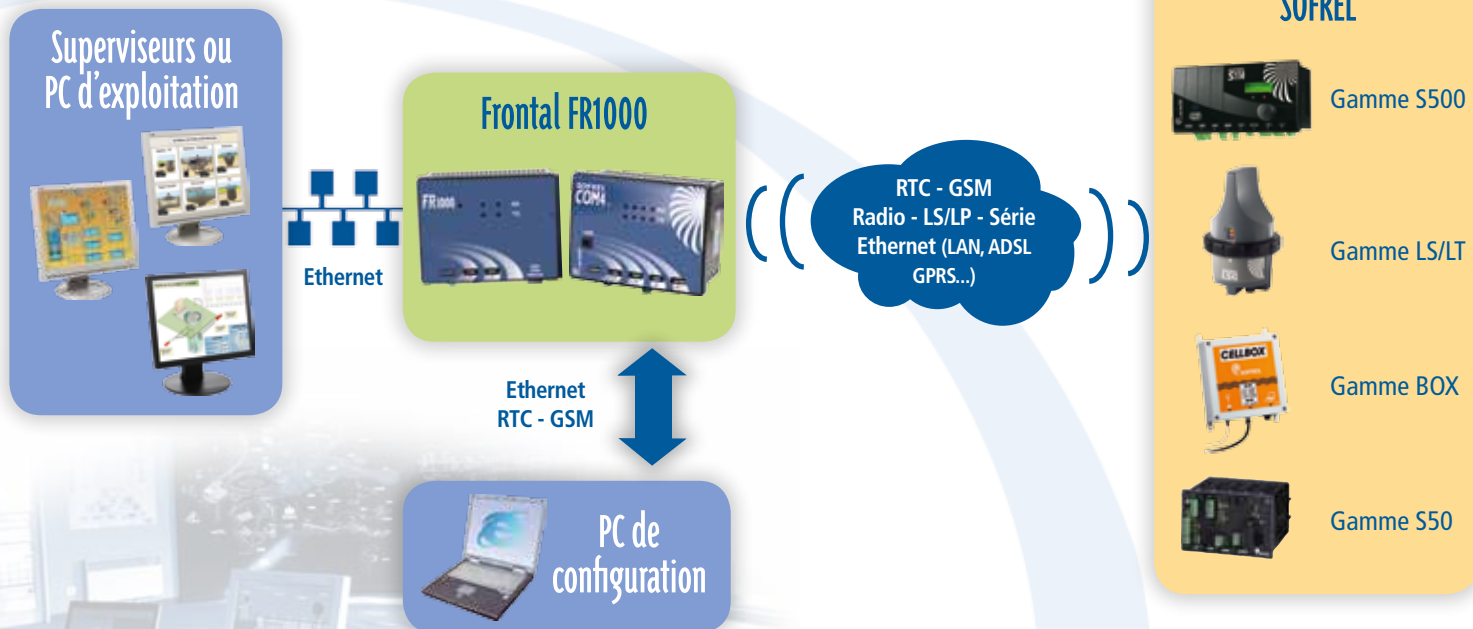 Superviseurs ou
PC d'exploitation
Frontal FR1000
FR1000
SOFREL
COM4
Ethernet
Ethernet
RTC - GSM
PC de
configuration
RTC - GSM
Radio - LS/LP - Série
Ethernet (LAN, ADSL
GPRS...)
SOFREL
Gamme S500
Gamme LS/LT
CELLBOX
Gamme BOX
Gamme S50